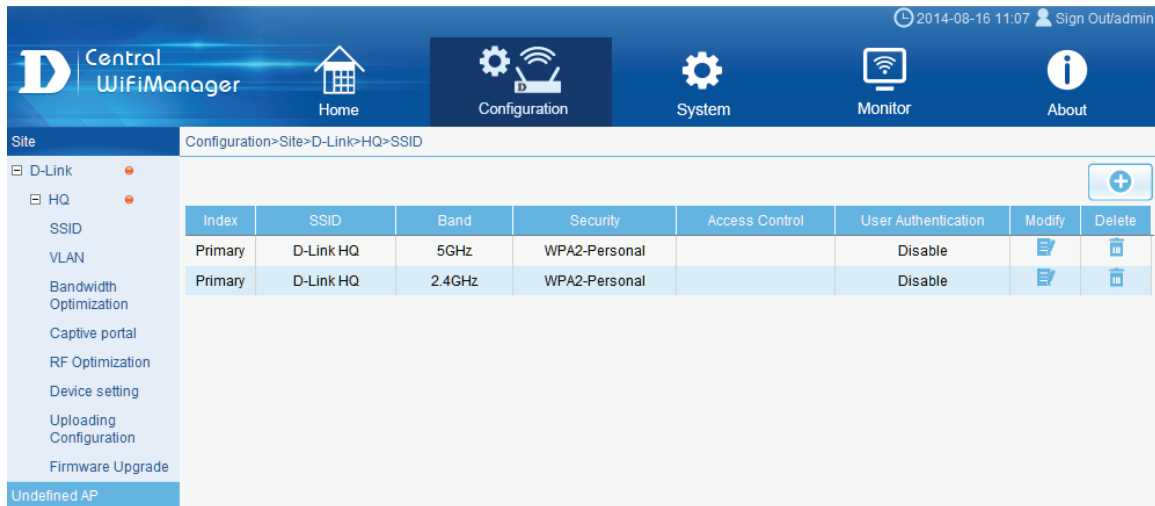 2014-08-16 11:07 Sign Out/admin
D Central
WiFiManager
Home
D
Configuration
System
Monitor
i
About
Site
Configuration>Site>D-Link>HQ>SSID
D-Link
HQ
SSID
VLAN
Bandwidth
Optimization
Captive portal
RF Optimization
Device setting
Uploading
Configuration
Firmware Upgrade
Undefined AP
Index SSID Band Security Access Control User Authentication Modify Delete
Primary D-Link HQ 5GHz WPA2-Personal Disable
Primary D-Link HQ 2.4GHz WPA2-Personal Disable